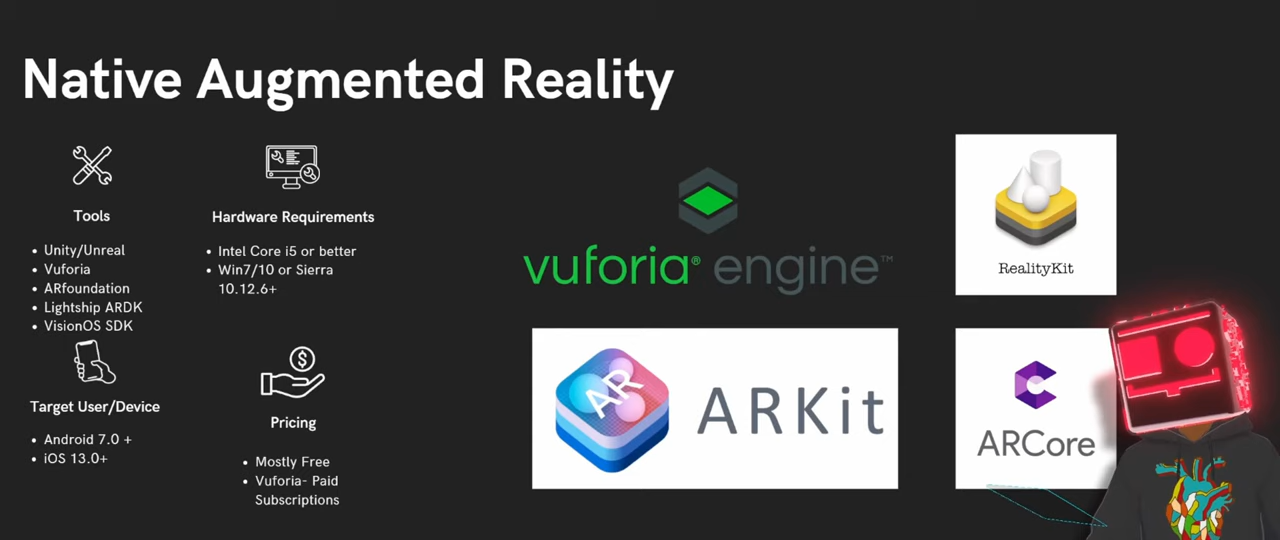 Native Augmented Reality
Tools
• Unity/Unreal
• Vuforia
• ARfoundation
• Lightship ARDK
• VisionOS SDK
Hardware Requirements
• Intel Core i5 or better
• Win7/10 or Sierra
10.12.6+
Target User/Device
• Android 7.0 +
• iOS 13.0+
Pricing
• Mostly Free
• Vuforia- Paid
Subscriptions
vuforia® engine™
RealityKit
AR
ARKit
ARCore